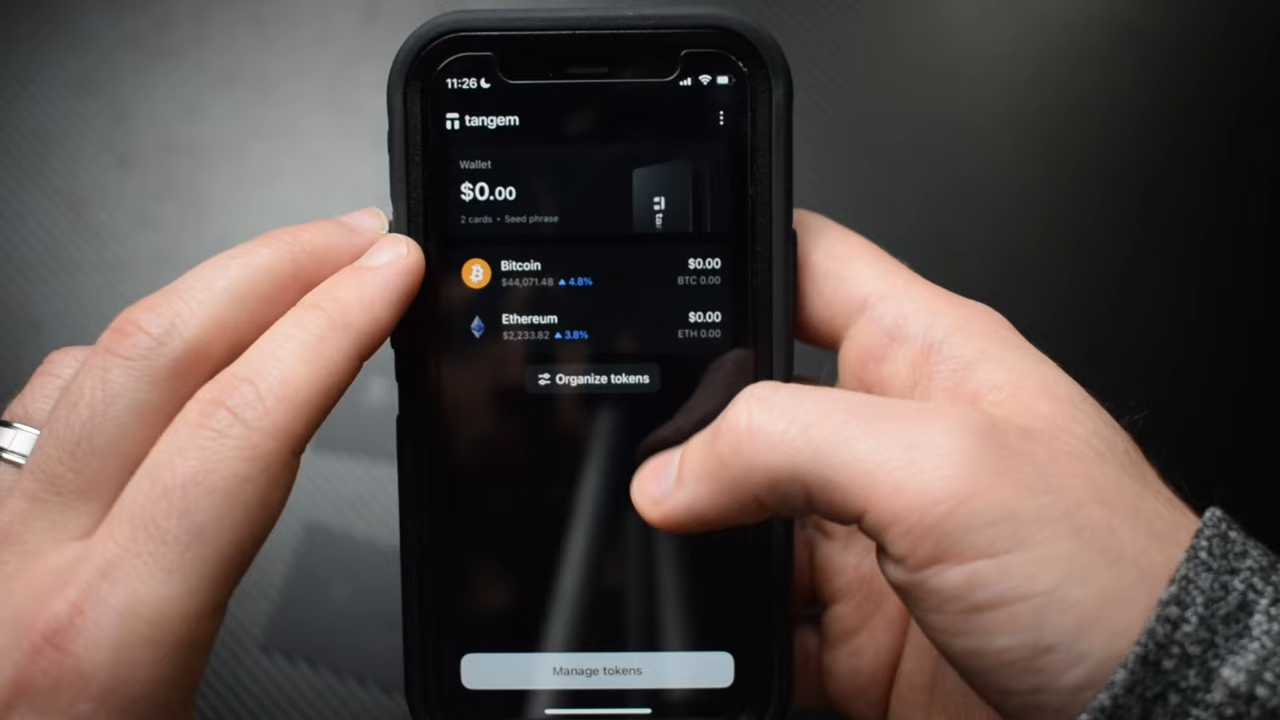 11:26
tangem
Wallet
$0.00
2 cards • Seed phrase
Bitcoin $0.00
$44,071.48 ▲ 4.8% BTC 0.00
Ethereum $0.00
$2,233.82 ▲ 3.8% ETH 0.00
Organize tokens
Manage tokens